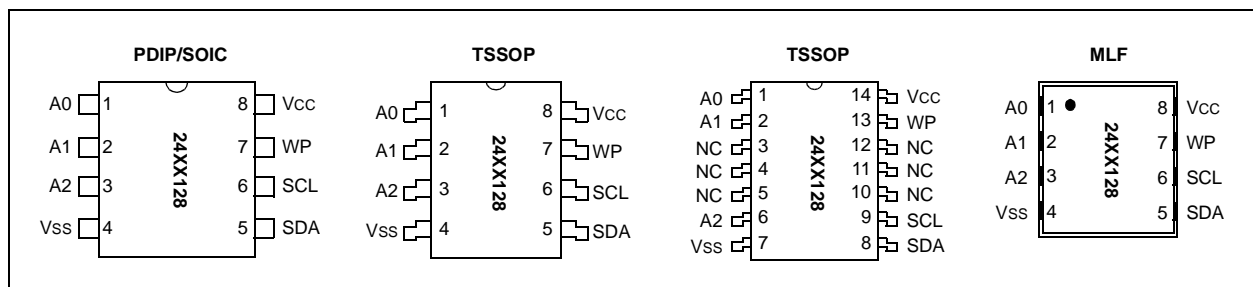 PDIP/SOIC
A0 1 8 VCC
A1 2 7 WP
A2 3 6 SCL
VSS 4 5 SDA
24XX128
TSSOP
A0 1 8 VCC
A1 2 7 WP
A2 3 6 SCL
VSS 4 5 SDA
24XX128
TSSOP
A0 1 14 VCC
A1 2 13 WP
NC 3 12 NC
NC 4 11 NC
NC 5 10 NC
A2 6 9 SCL
VSS 7 8 SDA
24XX128
MLF
A0 1 8 VCC
A1 2 7 WP
A2 3 6 SCL
VSS 4 5 SDA
24XX128